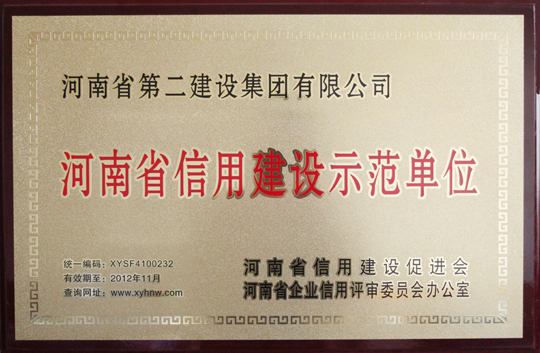 河南省第二建设集团有限公司
河南省信用建设示范单位
统一编码：XYSF4100232
有效期至：2012年11月
查询网址：www.xyhnw.com
河南省信用建设促进会
河南省企业信用评审委员会办公室